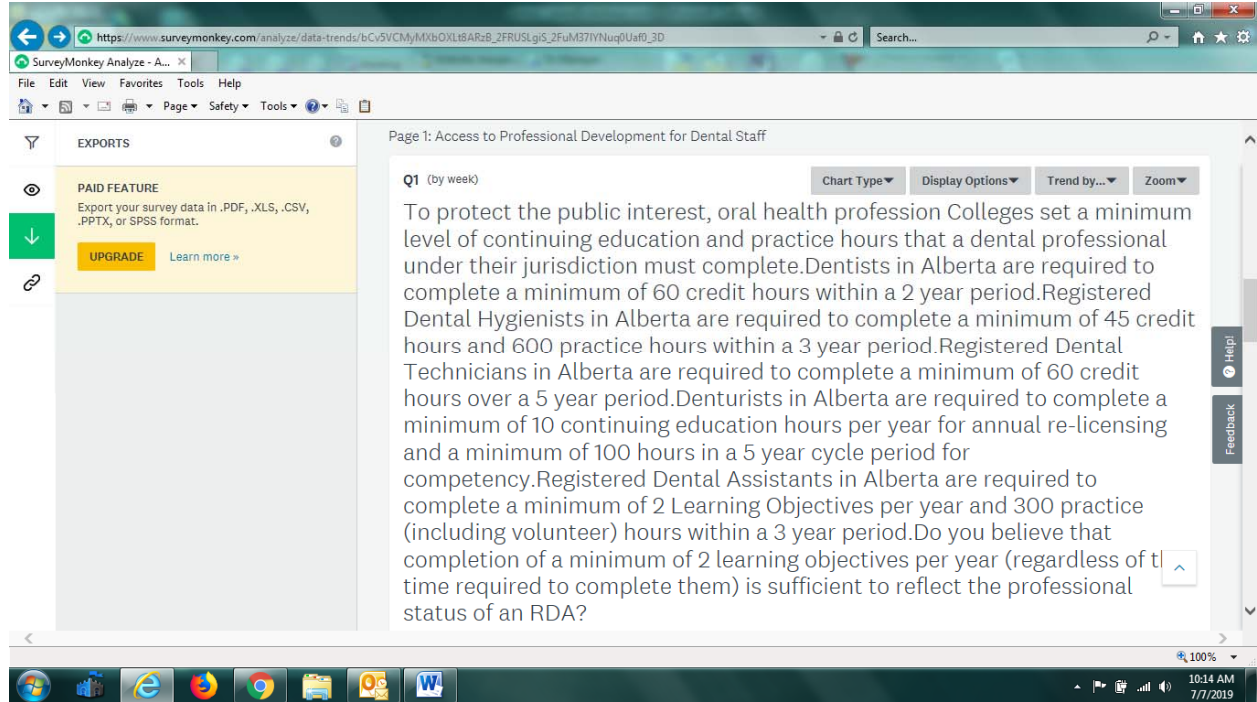 https://www.surveymonkey.com/analyze/data-trends/bCv5VCMyMXbOXLt8ARzB_2FRUSLgiS_2FuM37IYNuq0Uaf0_3D
Search...
SurveyMonkey Analyze - A...
File Edit View Favorites Tools Help
Page Safety Tools
EXPORTS
PAID FEATURE
Export your survey data in .PDF, .XLS, .CSV,
.PPTX, or SPSS format.
UPGRADE Learn more »
Page 1: Access to Professional Development for Dental Staff
Q1 (by week)
Chart Type Display Options Trend by... Zoom
To protect the public interest, oral health profession Colleges set a minimum
level of continuing education and practice hours that a dental professional
under their jurisdiction must complete.Dentists in Alberta are required to
complete a minimum of 60 credit hours within a 2 year period.Registered
Dental Hygienists in Alberta are required to complete a minimum of 45 credit
hours and 600 practice hours within a 3 year period.Registered Dental
Technicians in Alberta are required to complete a minimum of 60 credit
hours over a 5 year period.Denturists in Alberta are required to complete a
minimum of 10 continuing education hours per year for annual re-licensing
and a minimum of 100 hours in a 5 year cycle period for
competency.Registered Dental Assistants in Alberta are required to
complete a minimum of 2 Learning Objectives per year and 300 practice
(including volunteer) hours within a 3 year period.Do you believe that
completion of a minimum of 2 learning objectives per year (regardless of
time required to complete them) is sufficient to reflect the professional
status of an RDA?
Help!
Feedback
100%
10:14 AM
7/7/2019